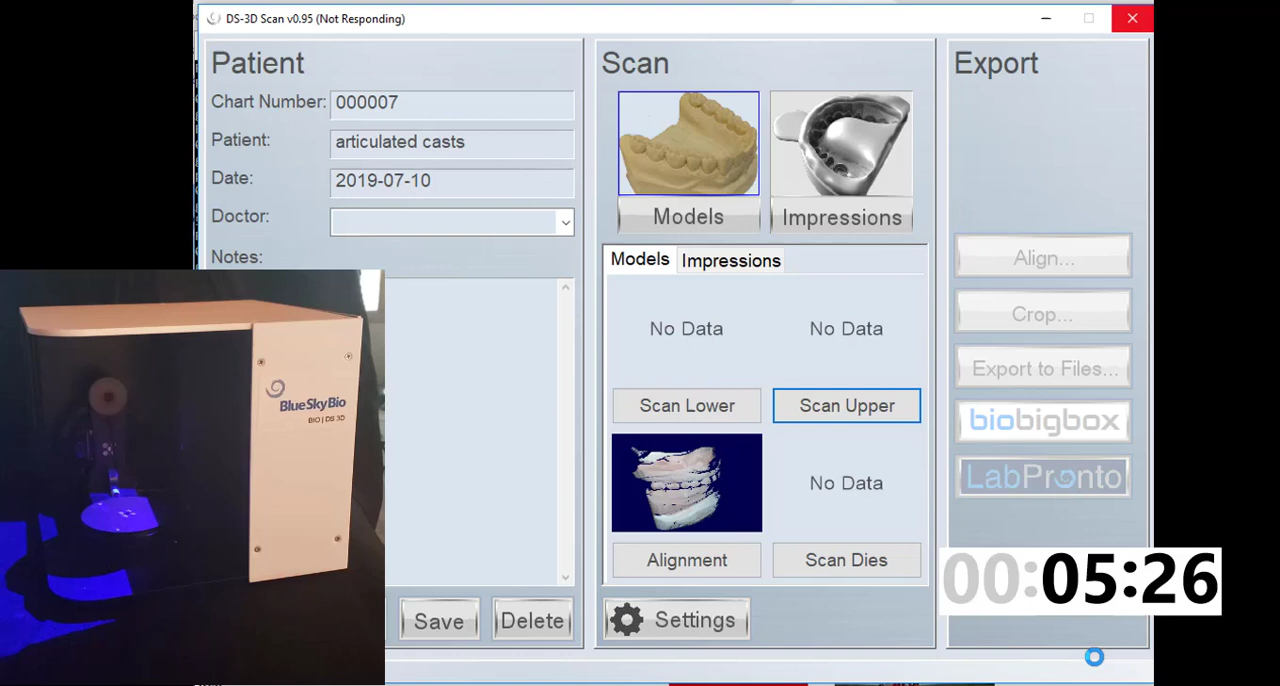 DS-3D Scan v0.95 (Not Responding)
Patient
Chart Number: 000007
Patient: articulated casts
Date: 2019-07-10
Doctor:
Notes:
Save
Delete
Scan
Models
Impressions
Models
Impressions
No Data
No Data
Scan Lower
Scan Upper
No Data
Alignment
Scan Dies
Settings
Export
Align...
Crop...
Export to Files...
biobigbox
LabPronto
00:05:26
BlueSkyBio
BIO | DS 3D